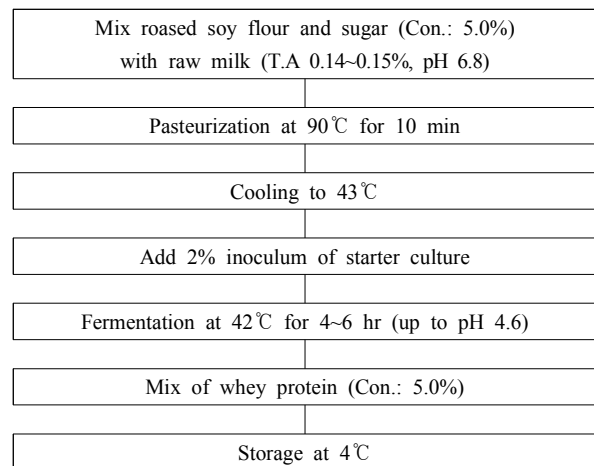 Mix roased soy flour and sugar (Con.: 5.0%)
with raw milk (T.A 0.14~0.15%, pH 6.8)
Pasteurization at 90℃ for 10 min
Cooling to 43℃
Add 2% inoculum of starter culture
Fermentation at 42℃ for 4~6 hr (up to pH 4.6)
Mix of whey protein (Con.: 5.0%)
Storage at 4℃